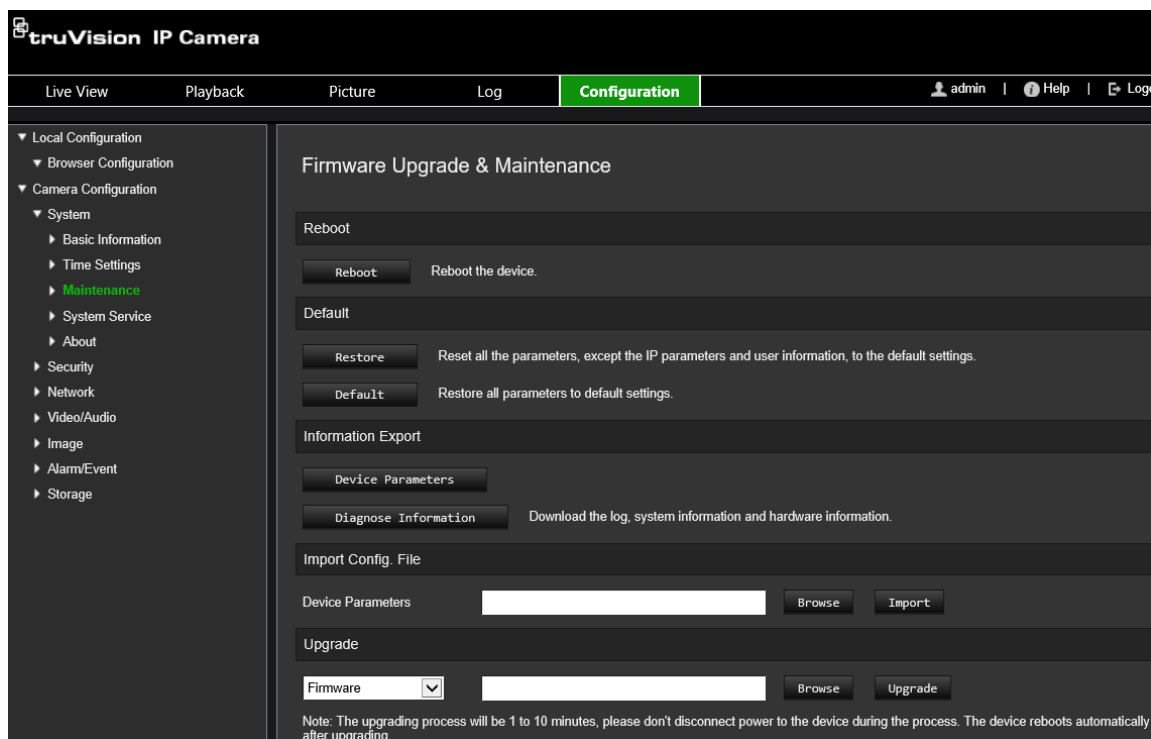 truVision IP Camera
Live View Playback Picture Log Configuration admin | Help |
Local Configuration
Browser Configuration
Camera Configuration
System
Basic Information
Time Settings
Maintenance
System Service
About
Security
Network
Video/Audio
Image
Alarm/Event
Storage
Firmware Upgrade & Maintenance
Reboot
Reboot Reboot the device.
Default
Restore Reset all the parameters, except the IP parameters and user information, to the default settings.
Default Restore all parameters to default settings.
Information Export
Device Parameters
Diagnose Information Download the log, system information and hardware information.
Import Config. File
Device Parameters Browse Import
Upgrade
Firmware Browse Upgrade
Note: The upgrading process will be 1 to 10 minutes, please don't disconnect power to the device during the process. The device reboots automatically
after upgrading